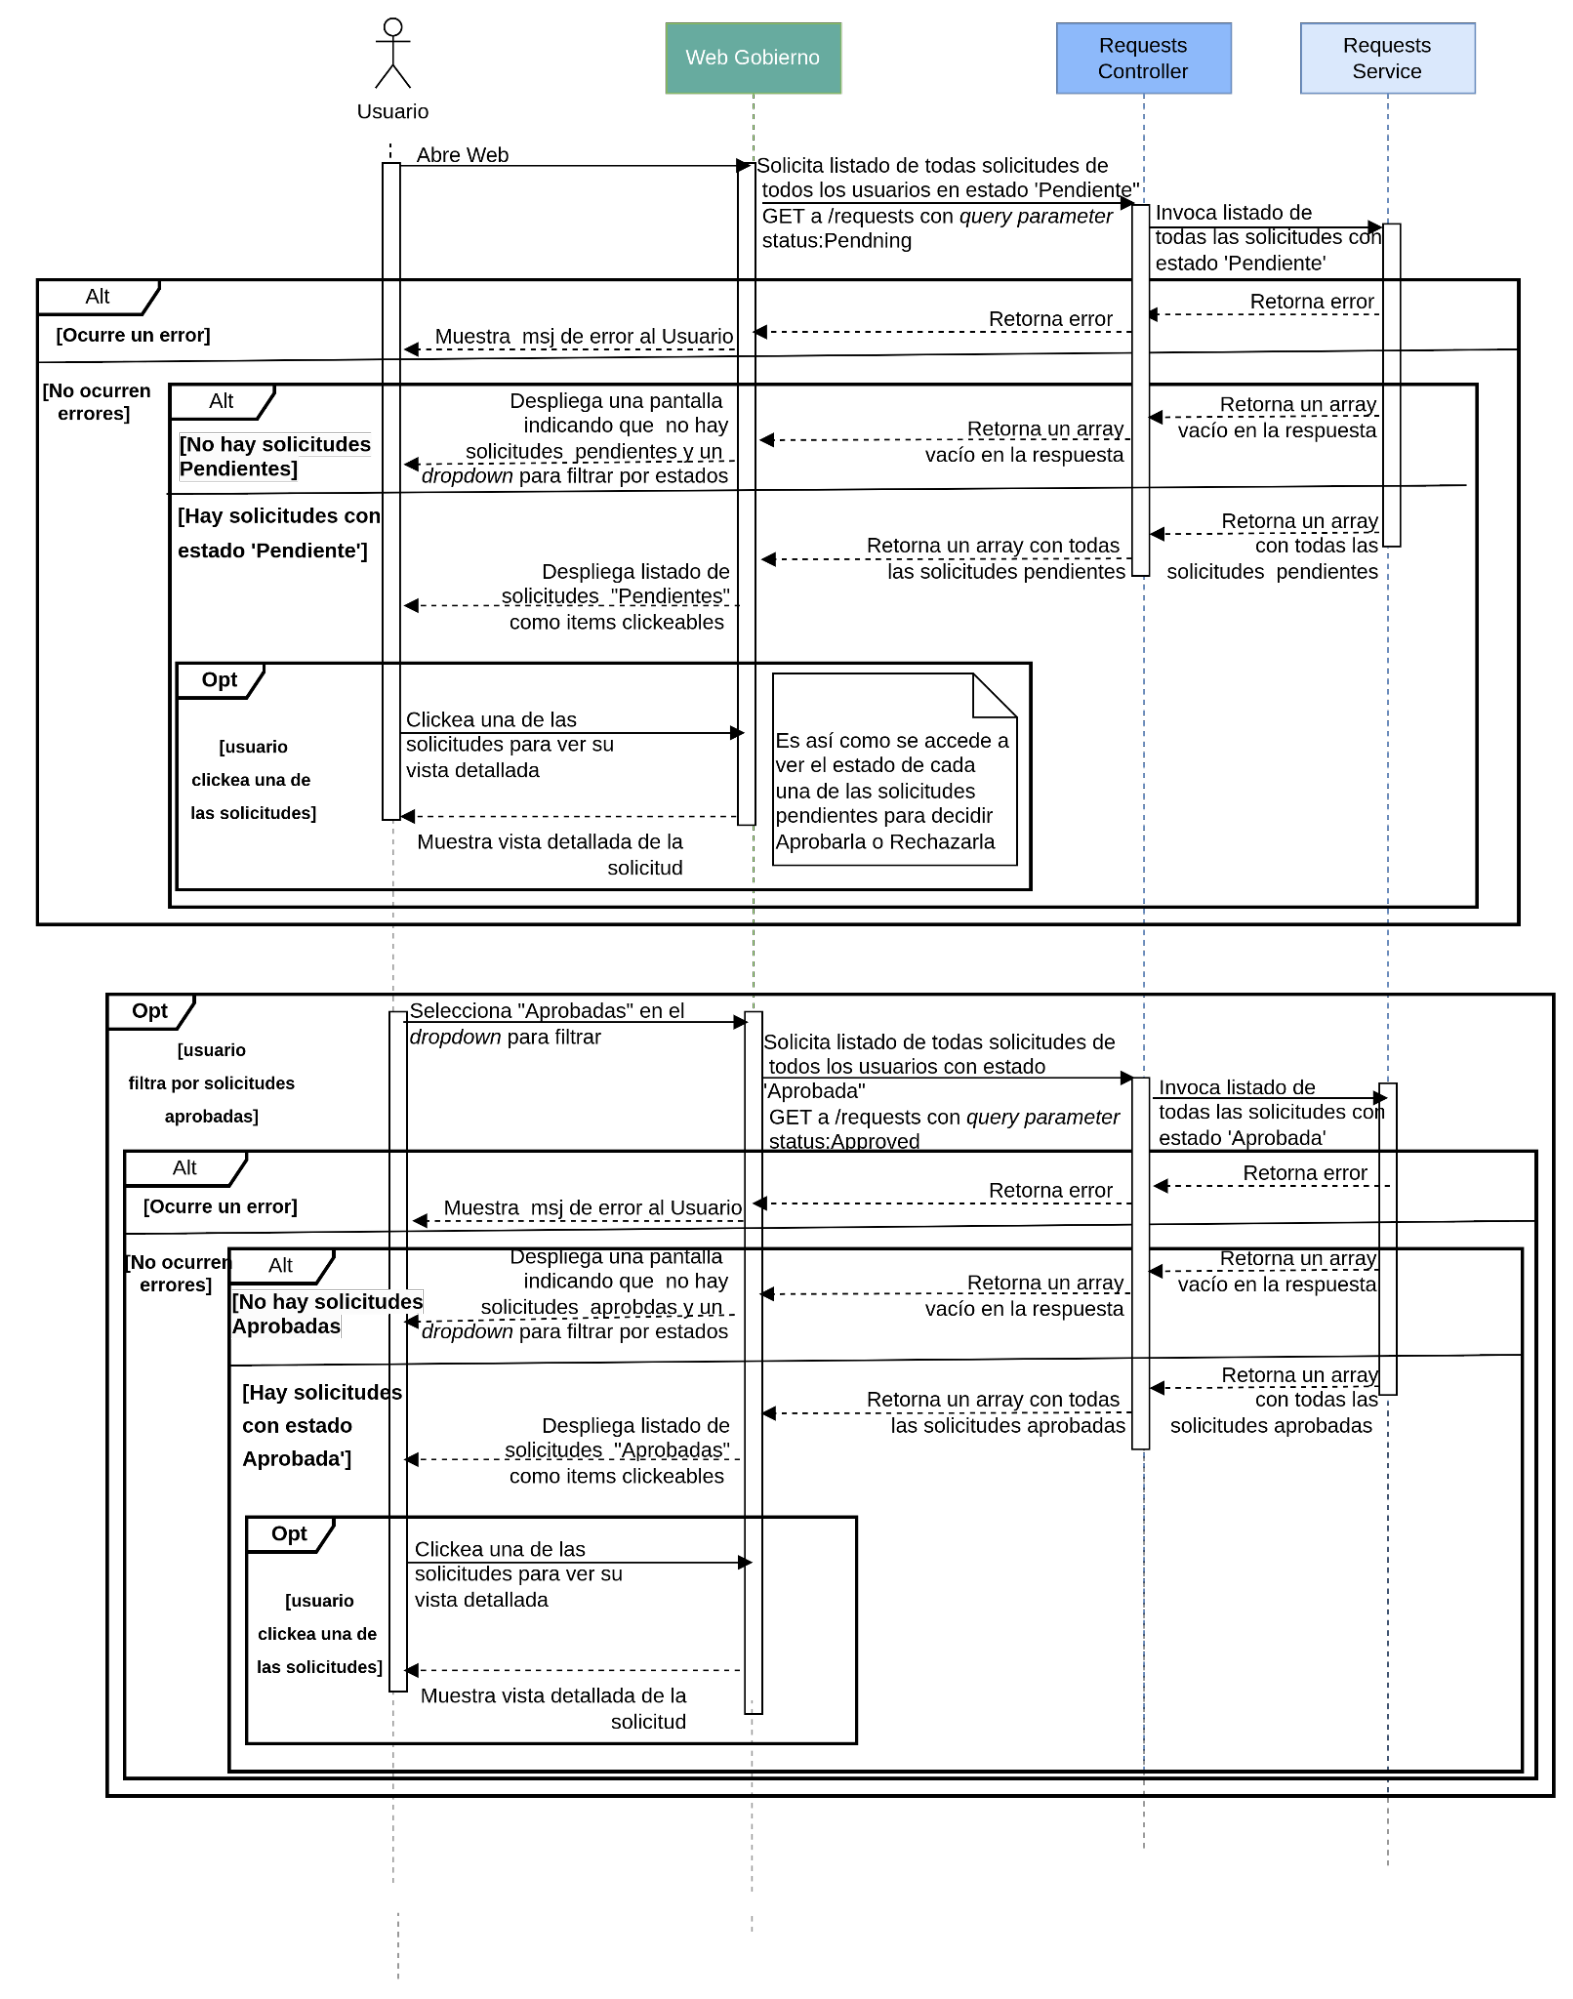 Usuario
Web Gobierno
Requests
Controller
Requests
Service
Abre Web
Solicita listado de todas solicitudes de
todos los usuarios en estado 'Pendiente"
GET a /requests con query parameter
status:Pendning
Invoca listado de
todas las solicitudes con
estado 'Pendiente'
Alt
[Ocurre un error]
Retorna error
Retorna error
Muestra  msj de error al Usuario
[No ocurren
errores]
Alt
[No hay solicitudes
Pendientes]
Retorna un array
vacío en la respuesta
Retorna un array
vacío en la respuesta
Despliega una pantalla
indicando que  no hay
solicitudes  pendientes y un
dropdown para filtrar por estados
[Hay solicitudes con
estado 'Pendiente']
Retorna un array
con todas las
solicitudes  pendientes
Retorna un array con todas
las solicitudes pendientes
Despliega listado de
solicitudes  "Pendientes"
como items clickeables
Opt
[usuario
clickea una de
las solicitudes]
Clickea una de las
solicitudes para ver su
vista detallada
Es así como se accede a
ver el estado de cada
una de las solicitudes
pendientes para decidir
Aprobarla o Rechazarla
Muestra vista detallada de la
solicitud
Opt
[usuario
filtra por solicitudes
aprobadas]
Selecciona "Aprobadas" en el
dropdown para filtrar
Solicita listado de todas solicitudes de
todos los usuarios con estado
'Aprobada"
GET a /requests con query parameter
status:Approved
Invoca listado de
todas las solicitudes con
estado 'Aprobada'
Alt
[Ocurre un error]
Retorna error
Retorna error
Muestra  msj de error al Usuario
[No ocurren
errores]
Alt
[No hay solicitudes
Aprobadas
Retorna un array
vacío en la respuesta
Retorna un array
vacío en la respuesta
Despliega una pantalla
indicando que  no hay
solicitudes  aprobdas y un
dropdown para filtrar por estados
[Hay solicitudes
con estado
Aprobada']
Retorna un array
con todas las
solicitudes aprobadas
Retorna un array con todas
las solicitudes aprobadas
Despliega listado de
solicitudes  "Aprobadas"
como items clickeables
Opt
[usuario
clickea una de
las solicitudes]
Clickea una de las
solicitudes para ver su
vista detallada
Muestra vista detallada de la
solicitud